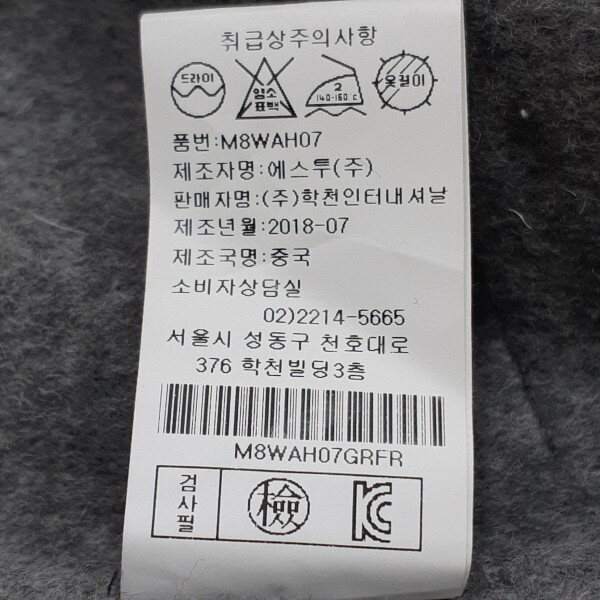 취급상주의사항
드라이 염소 표백 2 140-160℃ 옷걸이
품번:M8WAH07
제조자명:에스투(주)
판매자명:(주)학천인터내셔날
제조년월:2018-07
제조국명:중국
소비자상담실
02)2214-5665
서울시 성동구 천호대로
376 학천빌딩3층
M8WAH07GRFR
검사필 檢 KC